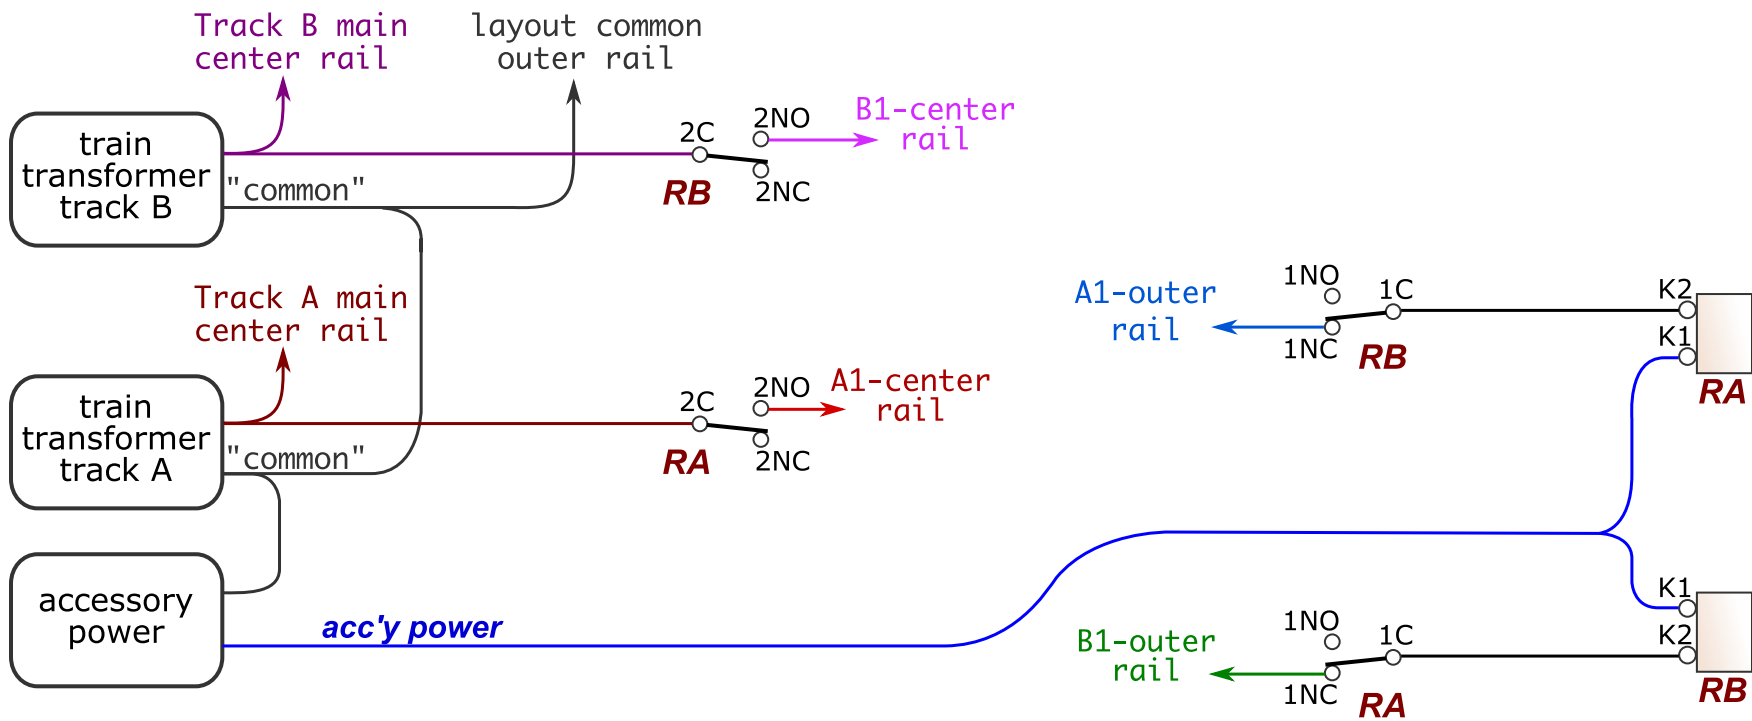 Track B main
center rail
layout common
outer rail
train
transformer
track B
"common"
2C
2NO
2NC
RB
B1-center
rail
Track A main
center rail
train
transformer
track A
"common"
2C
2NO
2NC
RA
A1-center
rail
A1-outer
rail
1NO
1NC
1C
RB
K2
K1
RA
accessory
power
acc'y power
B1-outer
rail
1NO
1NC
1C
RA
K1
K2
RB